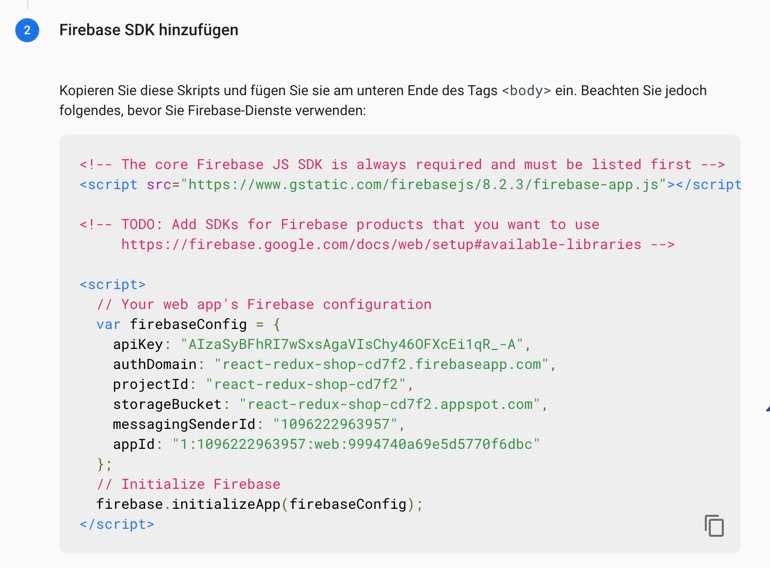 2
Firebase SDK hinzufügen
Kopieren Sie diese Skripts und fügen Sie sie am unteren Ende des Tags <body> ein. Beachten Sie jedoch
folgendes, bevor Sie Firebase-Dienste verwenden:
<!-- The core Firebase JS SDK is always required and must be listed first -->
<script src="https://www.gstatic.com/firebasejs/8.2.3/firebase-app.js"></script
<!-- TODO: Add SDKs for Firebase products that you want to use
https://firebase.google.com/docs/web/setup#available-libraries -->
<script>
// Your web app's Firebase configuration
var firebaseConfig = {
apiKey: "AIzaSyBFhRI7wSxsAgaVIsChy46OFXcEi1qR_-A",
authDomain: "react-redux-shop-cd7f2.firebaseapp.com",
projectId: "react-redux-shop-cd7f2",
storageBucket: "react-redux-shop-cd7f2.appspot.com",
messagingSenderId: "1096222963957",
appId: "1:1096222963957:web:9994740a69e5d5770f6dbc"
};
// Initialize Firebase
firebase.initializeApp(firebaseConfig);
</script>